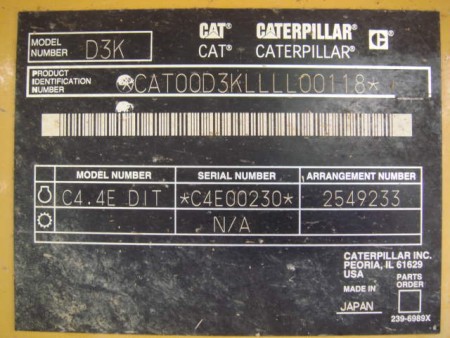 MODEL NUMBER D3K
CAT® CATERPILLAR® C®
CAT® CATERPILLAR®
PRODUCT IDENTIFICATION NUMBER *CAT00D3KLLLL00118*
MODEL NUMBER SERIAL NUMBER ARRANGEMENT NUMBER
C4.4E DIT *C4E00230* 2549233
N/A
CATERPILLAR INC.
PEORIA, IL 61629
USA
PARTS ORDER
MADE IN
JAPAN
239-6989X